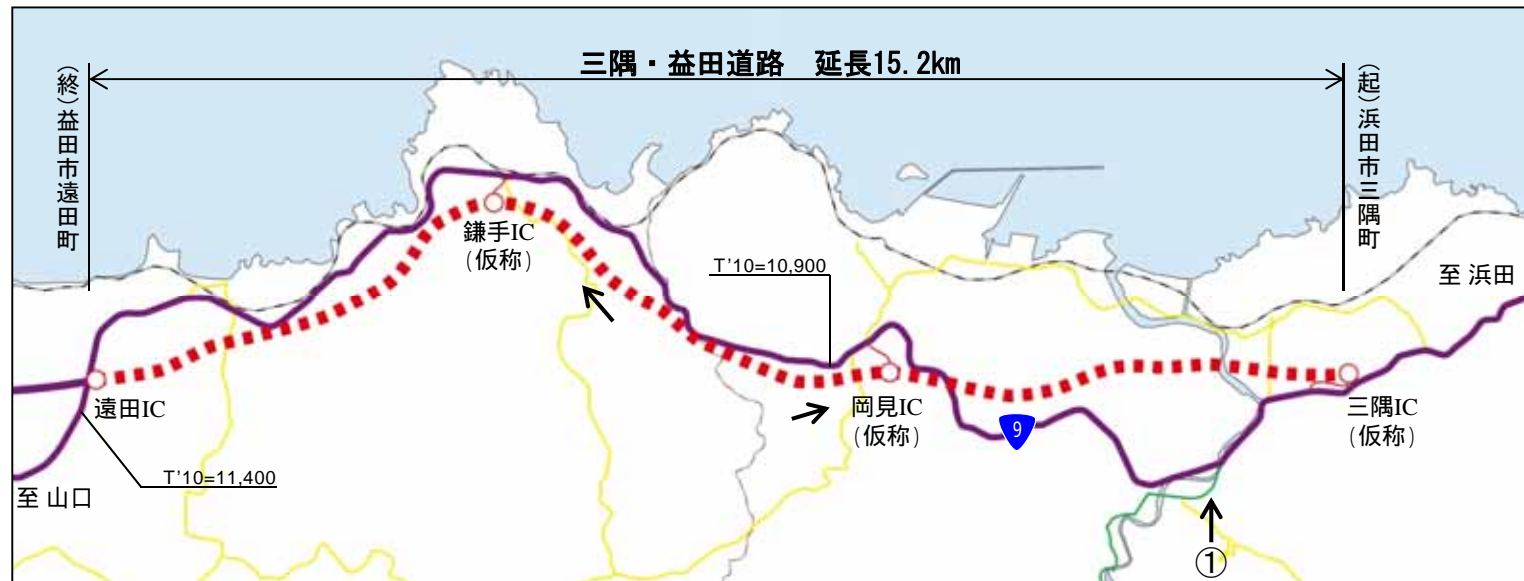 三隅・益田道路　延長15.2km
(終)益田市遠田町
(起)浜田市三隅町
鎌手IC
(仮称)
T'10=10,900
至 浜田
遠田IC
岡見IC
(仮称)
9
三隅IC
(仮称)
T'10=11,400
至 山口
①